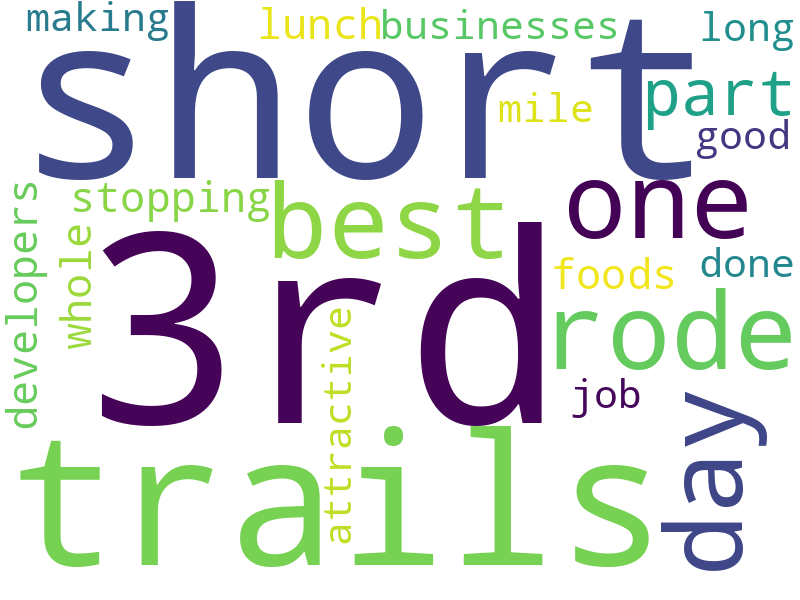 making
lunch
businesses
long
short
mile
part
good
stopping
best
one
developers
whole
3rd
foods
done
rode
attractive
job
day
trails